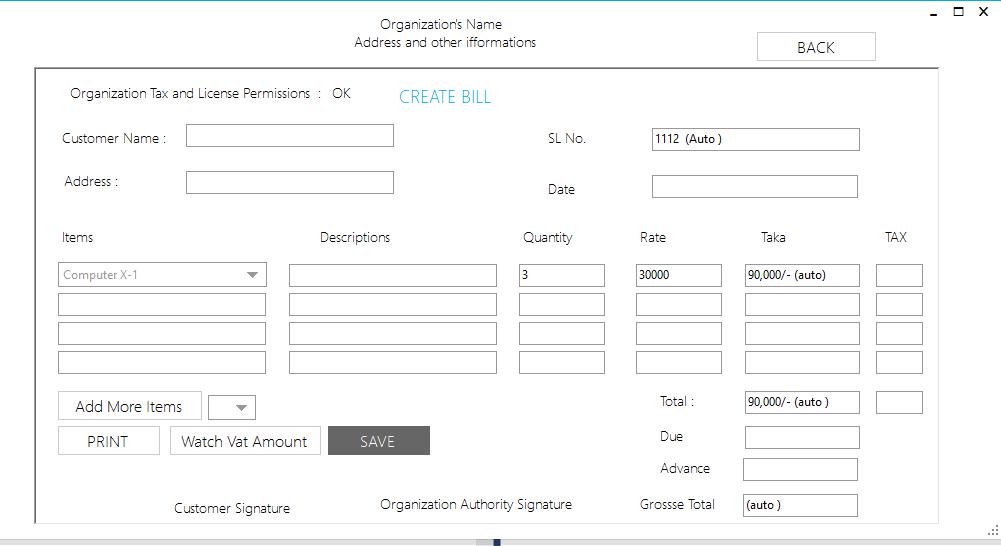 Organization's Name
Address and other ifformations
BACK
Organization Tax and License Permissions : OK
CREATE BILL
Customer Name :
SL No.
1112 (Auto )
Address :
Date
Items Descriptions Quantity Rate Taka TAX
Computer X-1 3 30000 90,000/- (auto)
Add More Items
Total : 90,000/- (auto )
PRINT Watch Vat Amount SAVE
Due
Advance
Customer Signature
Organization Authority Signature
Grossse Total (auto )